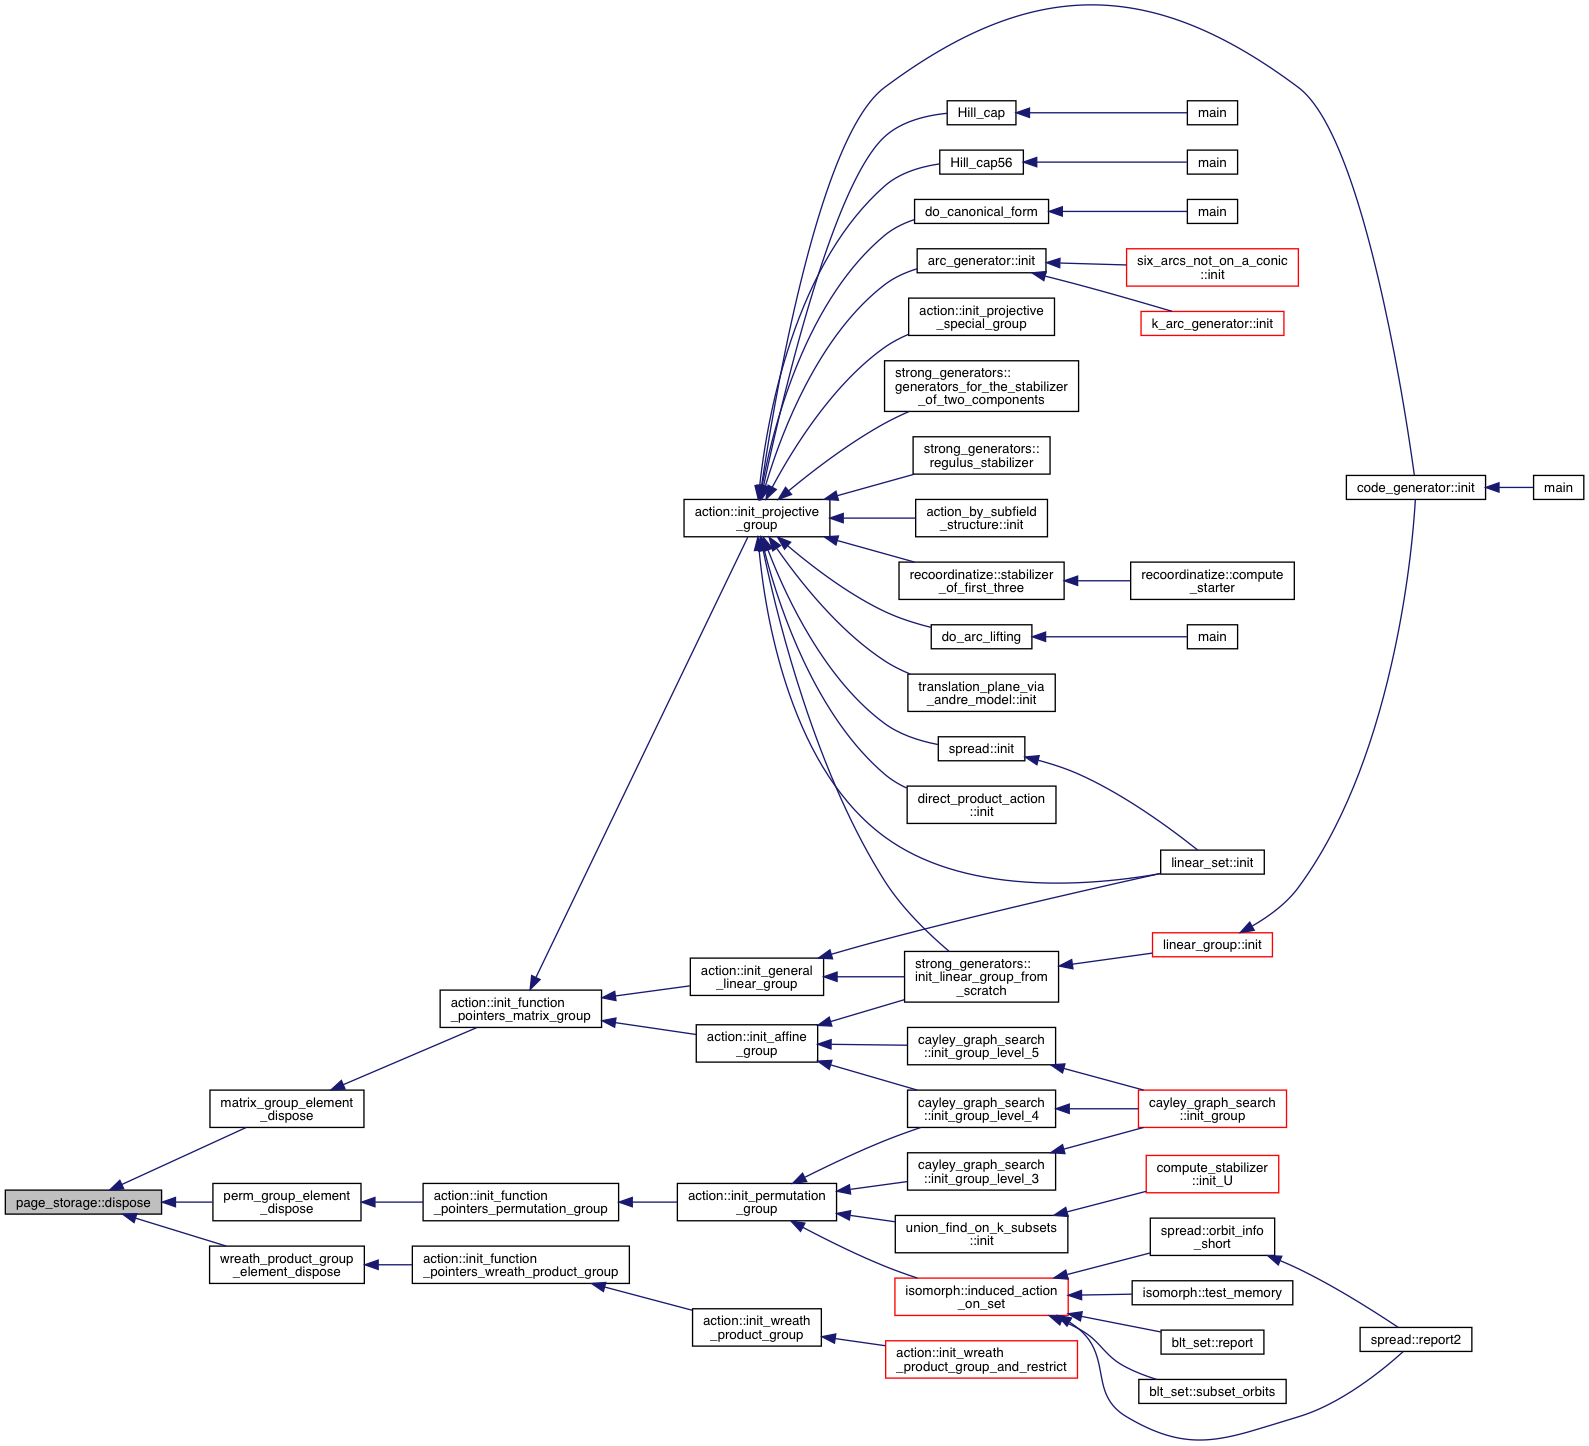 Hill_cap
main
Hill_cap56
main
do_canonical_form
main
arc_generator::init
six_arcs_not_on_a_conic
::init
action::init_projective
_special_group
k_arc_generator::init
strong_generators::
generators_for_the_stabilizer
_of_two_components
strong_generators::
regulus_stabilizer
code_generator::init
main
action::init_projective
_group
action_by_subfield
_structure::init
recoordinatize::stabilizer
_of_first_three
recoordinatize::compute
_starter
do_arc_lifting
main
translation_plane_via
_andre_model::init
spread::init
direct_product_action
::init
linear_set::init
linear_group::init
action::init_general
_linear_group
strong_generators::
init_linear_group_from
_scratch
action::init_function
_pointers_matrix_group
action::init_affine
_group
cayley_graph_search
::init_group_level_5
matrix_group_element
_dispose
cayley_graph_search
::init_group_level_4
cayley_graph_search
::init_group
cayley_graph_search
::init_group_level_3
compute_stabilizer
::init_U
page_storage::dispose
perm_group_element
_dispose
action::init_function
_pointers_permutation_group
action::init_permutation
_group
union_find_on_k_subsets
::init
spread::orbit_info
_short
wreath_product_group
_element_dispose
action::init_function
_pointers_wreath_product_group
isomorph::induced_action
_on_set
isomorph::test_memory
action::init_wreath
_product_group
blt_set::report
spread::report2
action::init_wreath
_product_group_and_restrict
blt_set::subset_orbits